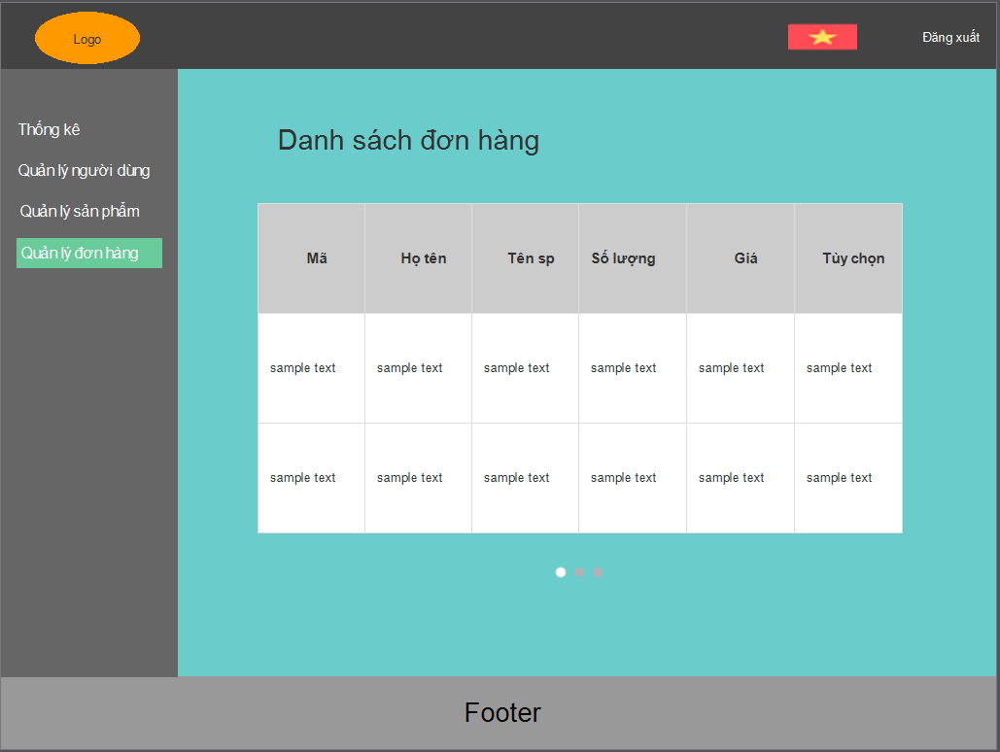 Logo
Đăng xuất
Thống kê
Quản lý người dùng
Quản lý sản phẩm
Quản lý đơn hàng
Danh sách đơn hàng
Mã Họ tên Tên sp Số lượng Giá Tùy chọn
sample text sample text sample text sample text sample text sample text
sample text sample text sample text sample text sample text sample text
Footer